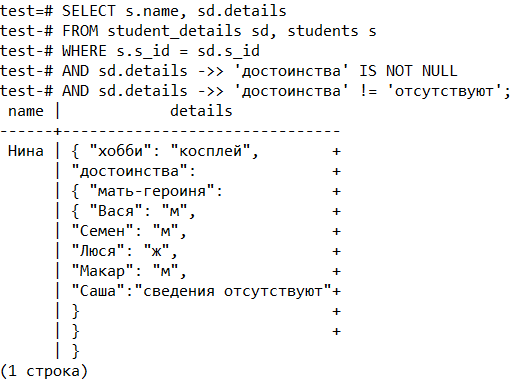 test=# SELECT s.name, sd.details
test-# FROM student_details sd, students s
test-# WHERE s.s_id = sd.s_id
test-# AND sd.details ->> 'достоинства' IS NOT NULL
test-# AND sd.details ->> 'достоинства' != 'отсутствуют';
 name |            details
------+-------------------------------
 Нина | { "хобби": "косплей",        +
      | "достоинства":               +
      | { "мать-героиня":            +
      | { "Вася": "м",               +
      | "Семен": "м",                +
      | "Люся": "ж",                 +
      | "Макар": "м",                +
      | "Саша":"сведения отсутствуют"+
      | }                            +
      | }                            +
      | }
(1 строка)